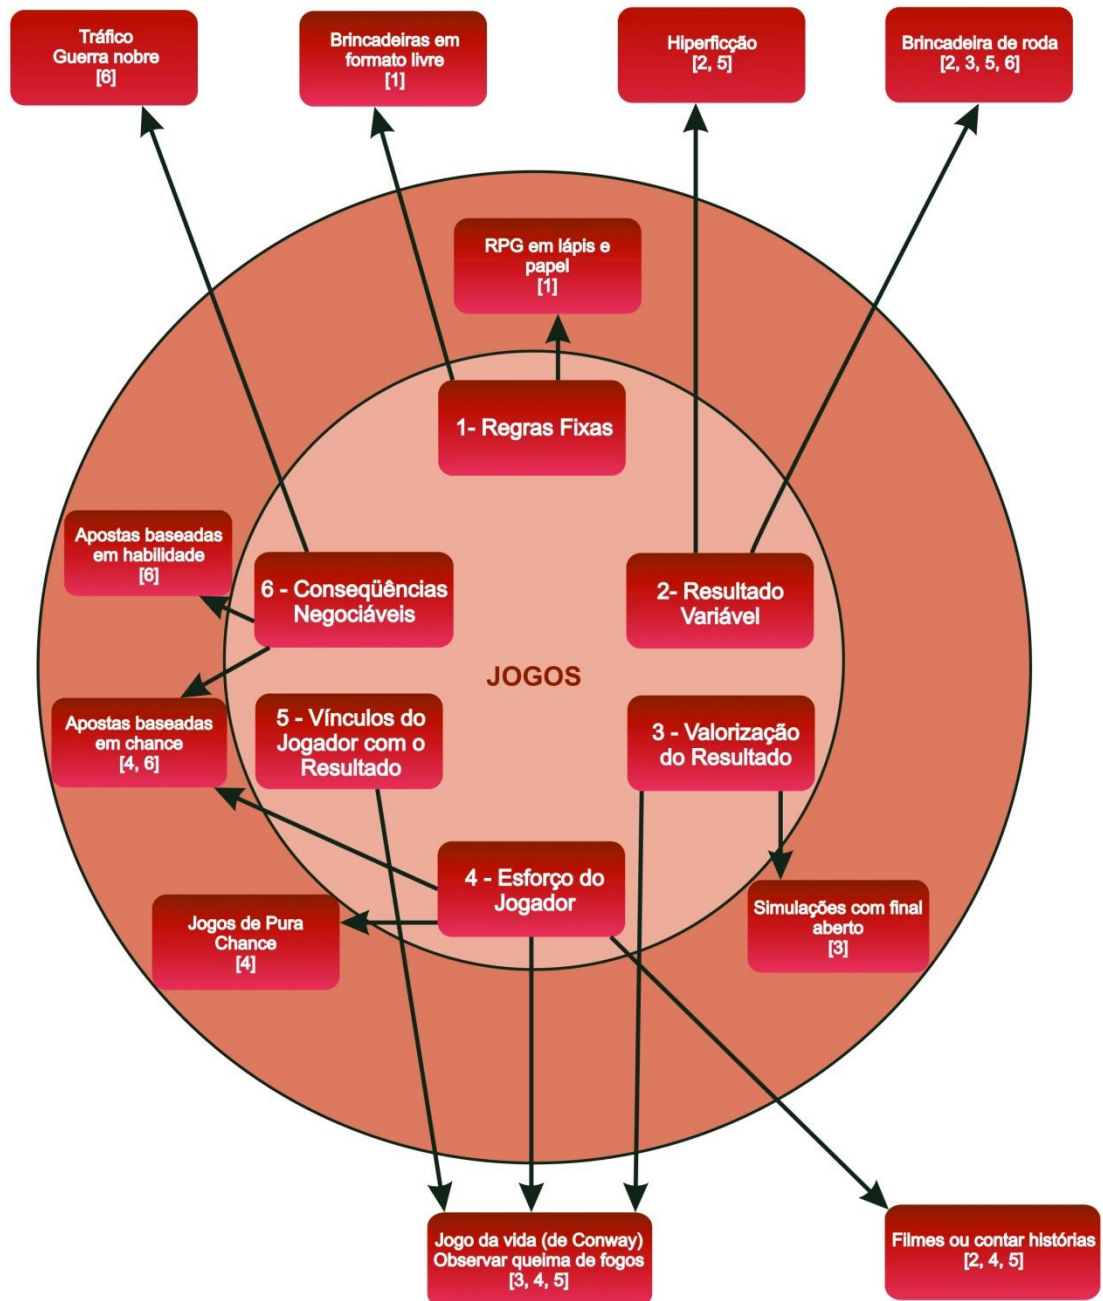 Tráfico
Guerra nobre
[6]
Brincadeiras em
formato livre
[1]
Hiperficção
[2, 5]
Brincadeira de roda
[2, 3, 5, 6]
RPG em lápis e
papel
[1]
1- Regras Fixas
Apostas baseadas
em habilidade
[6]
6 - Conseqüências
Negociáveis
2- Resultado
Variável
JOGOS
Apostas baseadas
em chance
[4, 6]
5 - Vínculos do
Jogador com o
Resultado
3 - Valorização
do Resultado
4 - Esforço do
Jogador
Jogos de Pura
Chance
[4]
Simulações com final
aberto
[3]
Jogo da vida (de Conway)
Observar queima de fogos
[3, 4, 5]
Filmes ou contar histórias
[2, 4, 5]